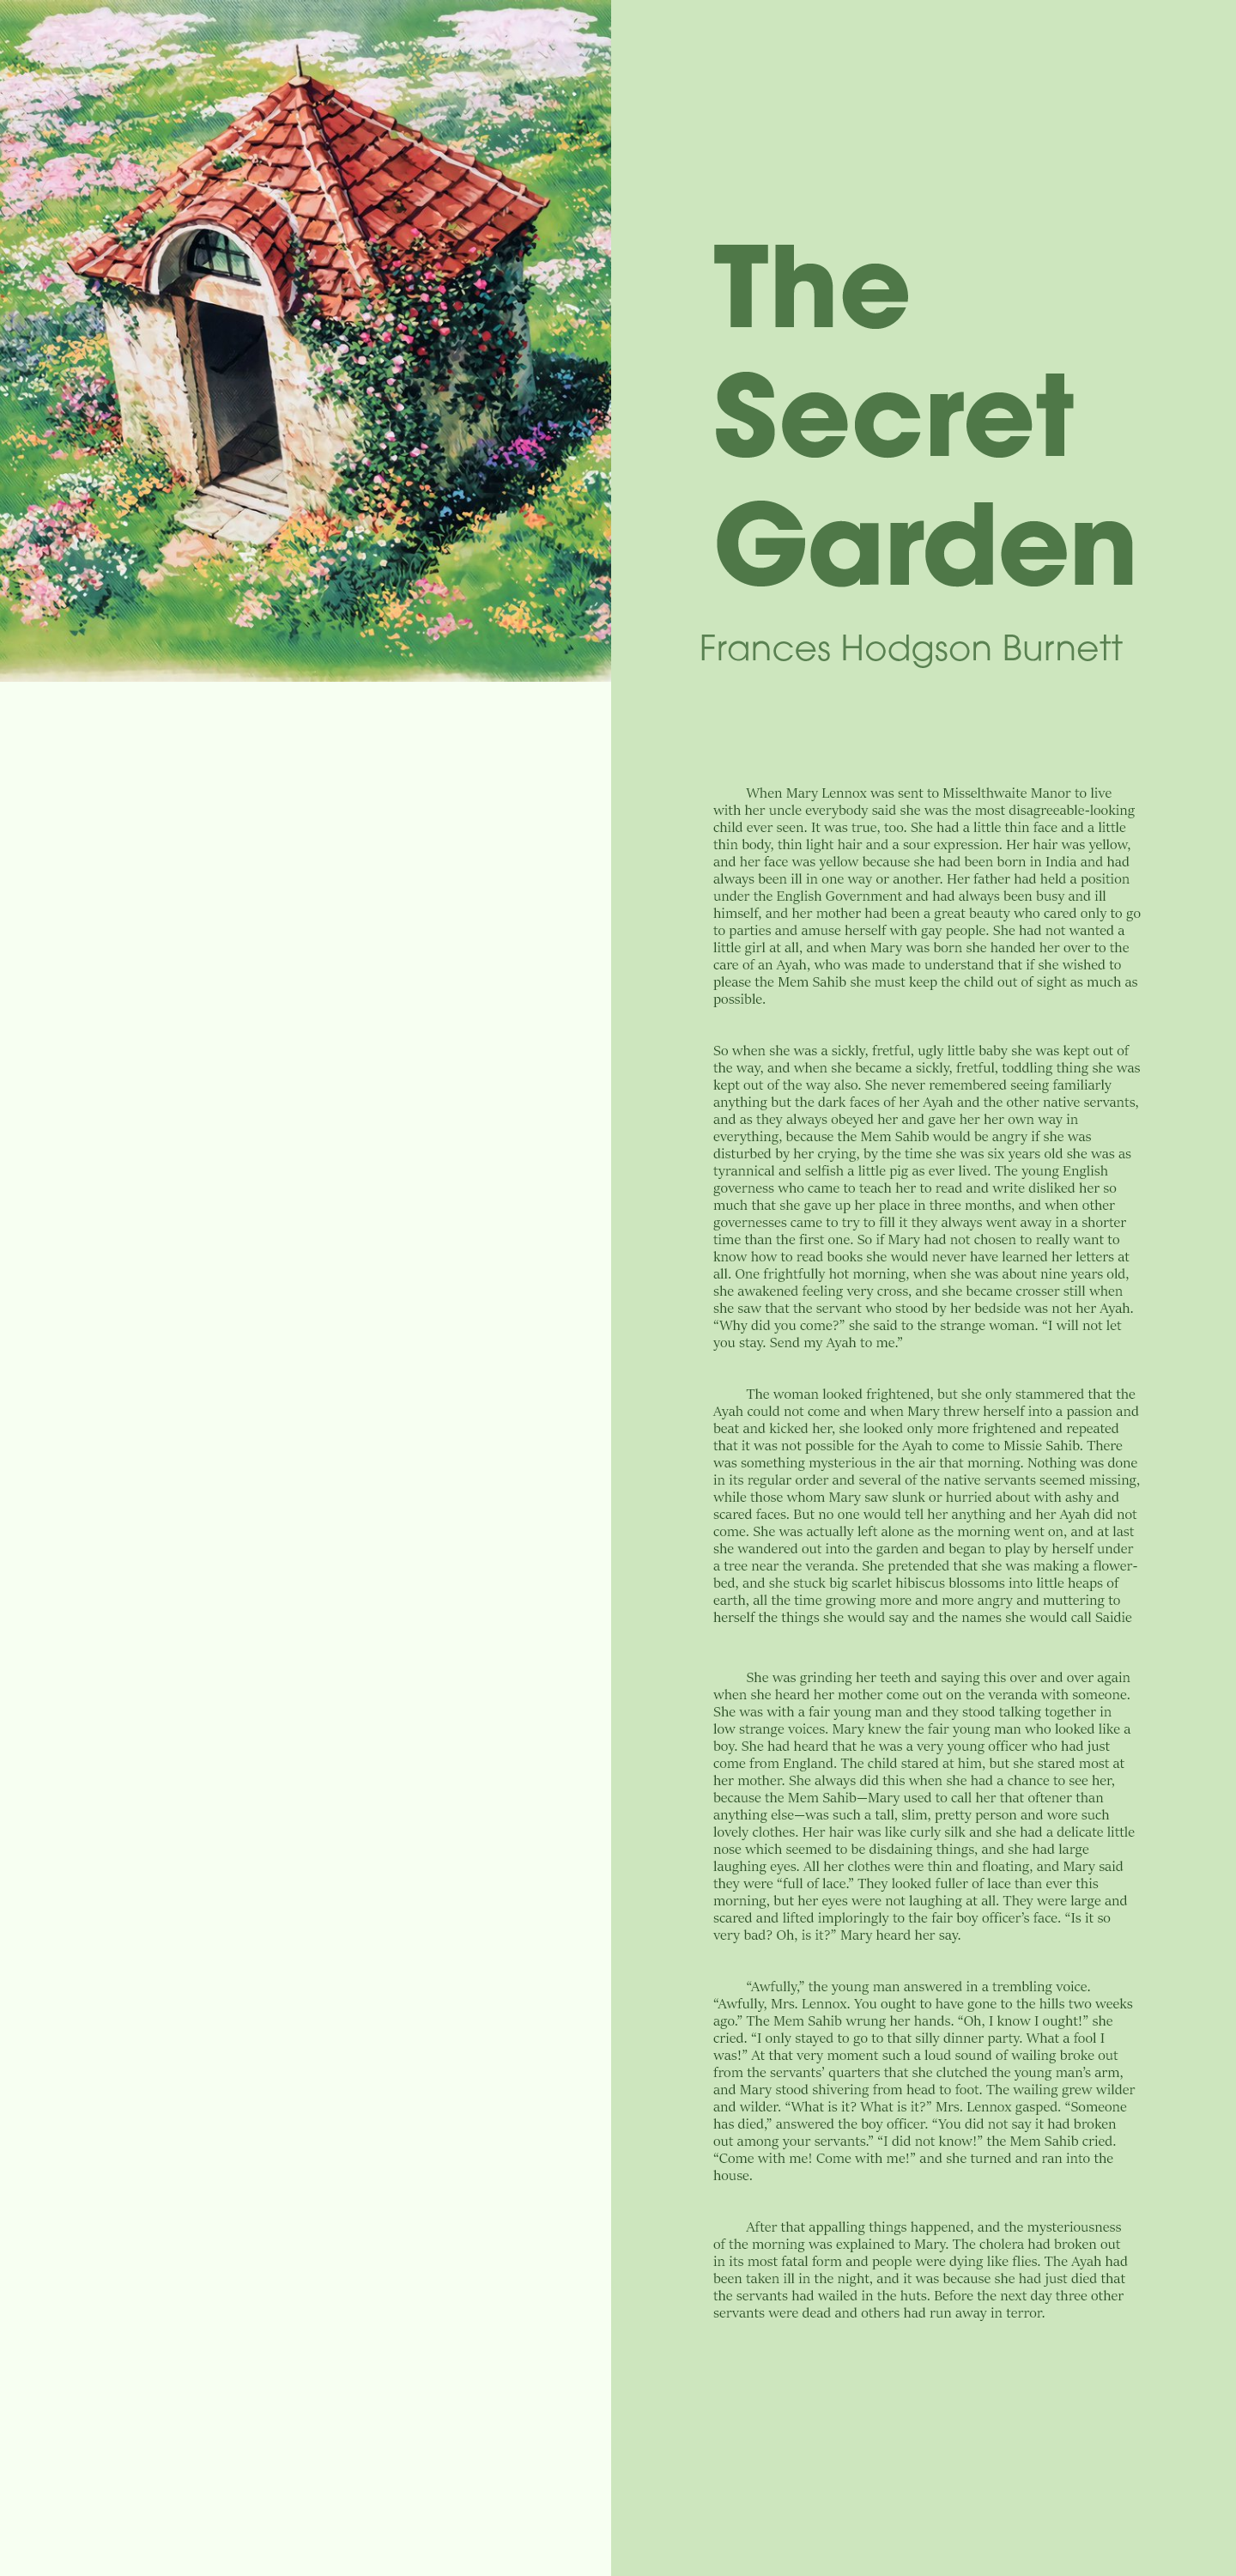 The
Secret
Garden
Frances Hodgson Burnett
When Mary Lennox was sent to Misselthwaite Manor to live
with her uncle everybody said she was the most disagreeable-looking
child ever seen. It was true, too. She had a little thin face and a little
thin body, thin light hair and a sour expression. Her hair was yellow,
and her face was yellow because she had been born in India and had
always been ill in one way or another. Her father had held a position
under the English Government and had always been busy and ill
himself, and her mother had been a great beauty who cared only to go
to parties and amuse herself with gay people. She had not wanted a
little girl at all, and when Mary was born she handed her over to the
care of an Ayah, who was made to understand that if she wished to
please the Mem Sahib she must keep the child out of sight as much as
possible.
So when she was a sickly, fretful, ugly little baby she was kept out of
the way, and when she became a sickly, fretful, toddling thing she was
kept out of the way also. She never remembered seeing familiarly
anything but the dark faces of her Ayah and the other native servants,
and as they always obeyed her and gave her her own way in
everything, because the Mem Sahib would be angry if she was
disturbed by her crying, by the time she was six years old she was as
tyrannical and selfish a little pig as ever lived. The young English
governess who came to teach her to read and write disliked her so
much that she gave up her place in three months, and when other
governesses came to try to fill it they always went away in a shorter
time than the first one. So if Mary had not chosen to really want to
know how to read books she would never have learned her letters at
all. One frightfully hot morning, when she was about nine years old,
she awakened feeling very cross, and she became crosser still when
she saw that the servant who stood by her bedside was not her Ayah.
“Why did you come?” she said to the strange woman. “I will not let
you stay. Send my Ayah to me.”
The woman looked frightened, but she only stammered that the
Ayah could not come and when Mary threw herself into a passion and
beat and kicked her, she looked only more frightened and repeated
that it was not possible for the Ayah to come to Missie Sahib. There
was something mysterious in the air that morning. Nothing was done
in its regular order and several of the native servants seemed missing,
while those whom Mary saw slunk or hurried about with ashy and
scared faces. But no one would tell her anything and her Ayah did not
come. She was actually left alone as the morning went on, and at last
she wandered out into the garden and began to play by herself under
a tree near the veranda. She pretended that she was making a flower-
bed, and she stuck big scarlet hibiscus blossoms into little heaps of
earth, all the time growing more and more angry and muttering to
herself the things she would say and the names she would call Saidie
She was grinding her teeth and saying this over and over again
when she heard her mother come out on the veranda with someone.
She was with a fair young man and they stood talking together in
low strange voices. Mary knew the fair young man who looked like a
boy. She had heard that he was a very young officer who had just
come from England. The child stared at him, but she stared most at
her mother. She always did this when she had a chance to see her,
because the Mem Sahib—Mary used to call her that oftener than
anything else—was such a tall, slim, pretty person and wore such
lovely clothes. Her hair was like curly silk and she had a delicate little
nose which seemed to be disdaining things, and she had large
laughing eyes. All her clothes were thin and floating, and Mary said
they were “full of lace.” They looked fuller of lace than ever this
morning, but her eyes were not laughing at all. They were large and
scared and lifted imploringly to the fair boy officer’s face. “Is it so
very bad? Oh, is it?” Mary heard her say.
“Awfully,” the young man answered in a trembling voice.
“Awfully, Mrs. Lennox. You ought to have gone to the hills two weeks
ago.” The Mem Sahib wrung her hands. “Oh, I know I ought!” she
cried. “I only stayed to go to that silly dinner party. What a fool I
was!” At that very moment such a loud sound of wailing broke out
from the servants’ quarters that she clutched the young man’s arm,
and Mary stood shivering from head to foot. The wailing grew wilder
and wilder. “What is it? What is it?” Mrs. Lennox gasped. “Someone
has died,” answered the boy officer. “You did not say it had broken
out among your servants.” “I did not know!” the Mem Sahib cried.
“Come with me! Come with me!” and she turned and ran into the
house.
After that appalling things happened, and the mysteriousness
of the morning was explained to Mary. The cholera had broken out
in its most fatal form and people were dying like flies. The Ayah had
been taken ill in the night, and it was because she had just died that
the servants had wailed in the huts. Before the next day three other
servants were dead and others had run away in terror.